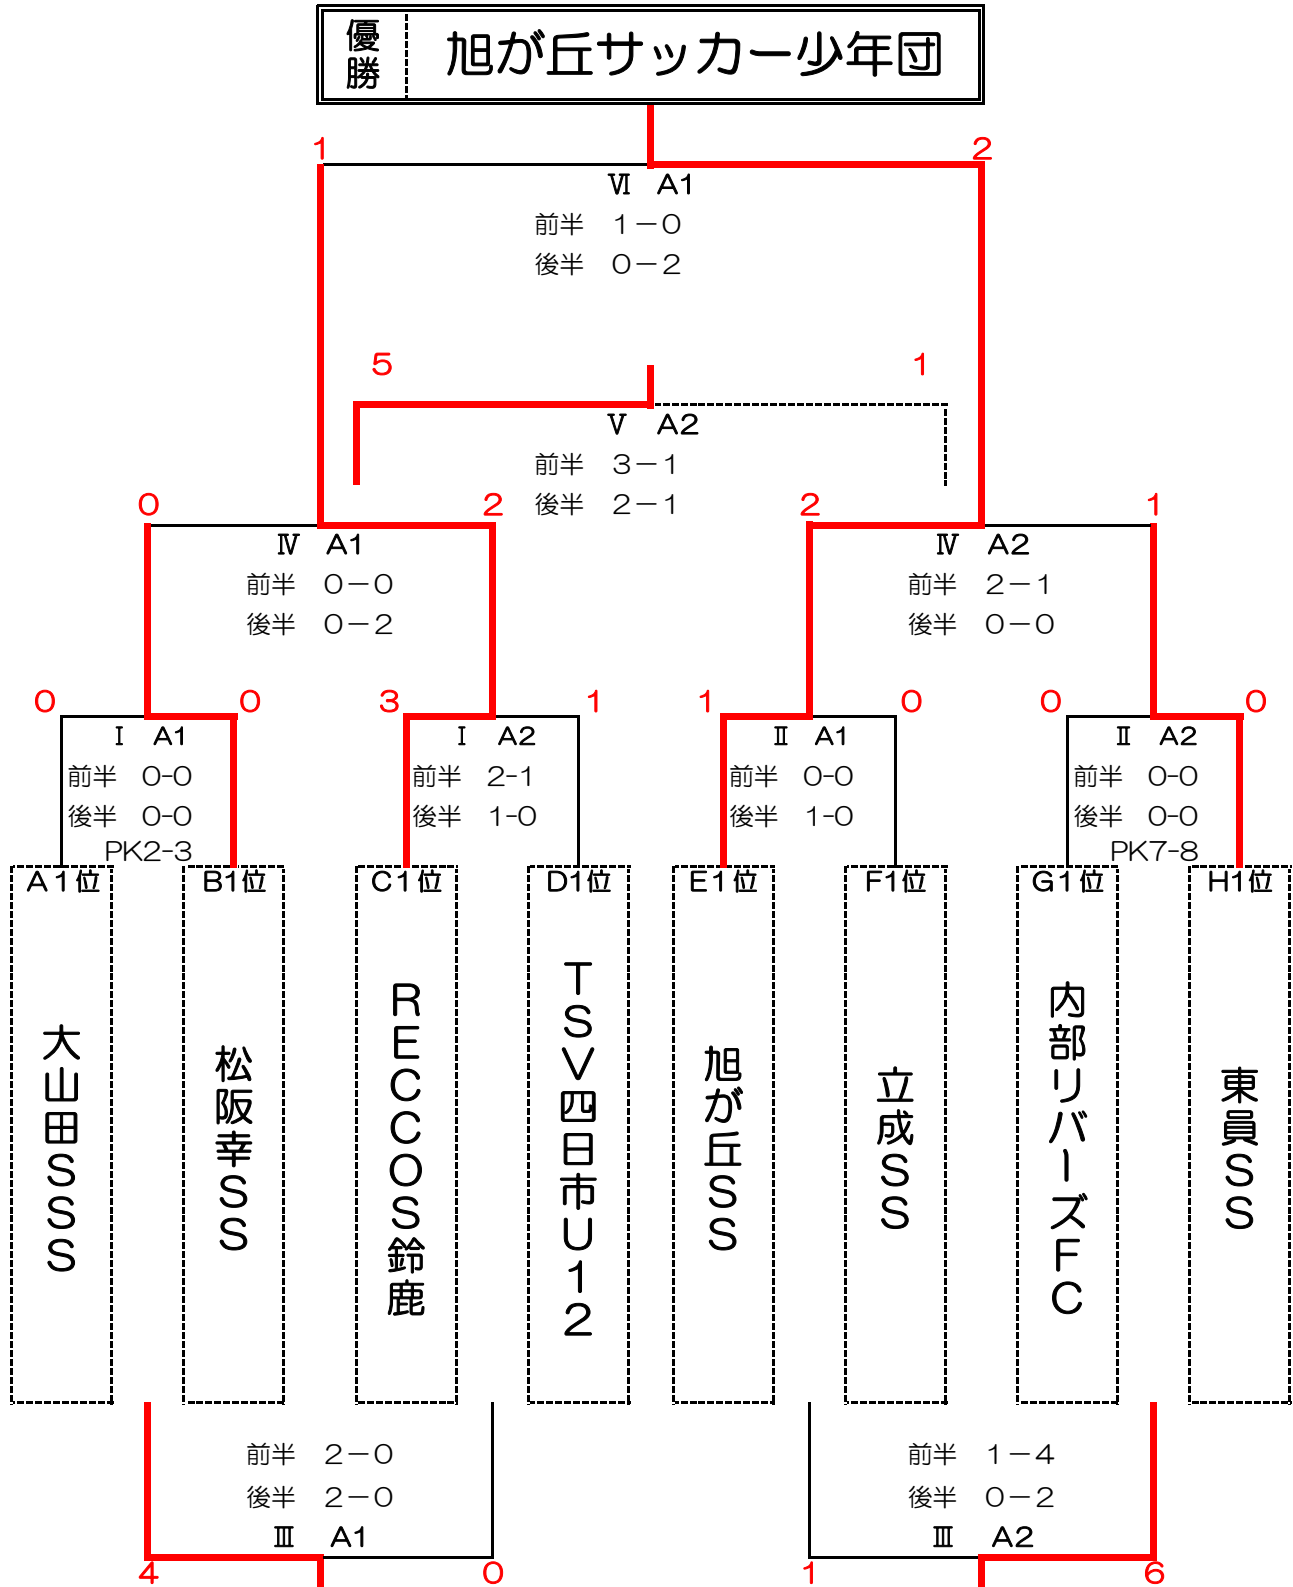 優勝 旭が丘サッカー少年団
1 2
Ⅵ A1
前半 1－0
後半 0－2
5 1
Ⅴ A2
前半 3－1
後半 2－1
0 2 2 1
Ⅳ A1 Ⅳ A2
前半 0－0 前半 2－1
後半 0－2 後半 0－0
0 0 3 1 1 0 0 0
Ⅰ A1 Ⅰ A2 Ⅱ A1 Ⅱ A2
前半 0-0 前半 2-1 前半 0-0 前半 0-0
後半 0-0 後半 1-0 後半 1-0 後半 0-0
PK2-3 PK7-8
A1位 B1位 C1位 D1位 E1位 F1位 G1位 H1位
大山田SSS
松阪幸SS
RECCOS鈴鹿
TSV四日市U12
旭が丘SS
立成SS
内部リバーズFC
東員SS
前半 2－0 前半 1－4
後半 2－0 後半 0－2
Ⅲ A1 Ⅲ A2
4 0 1 6